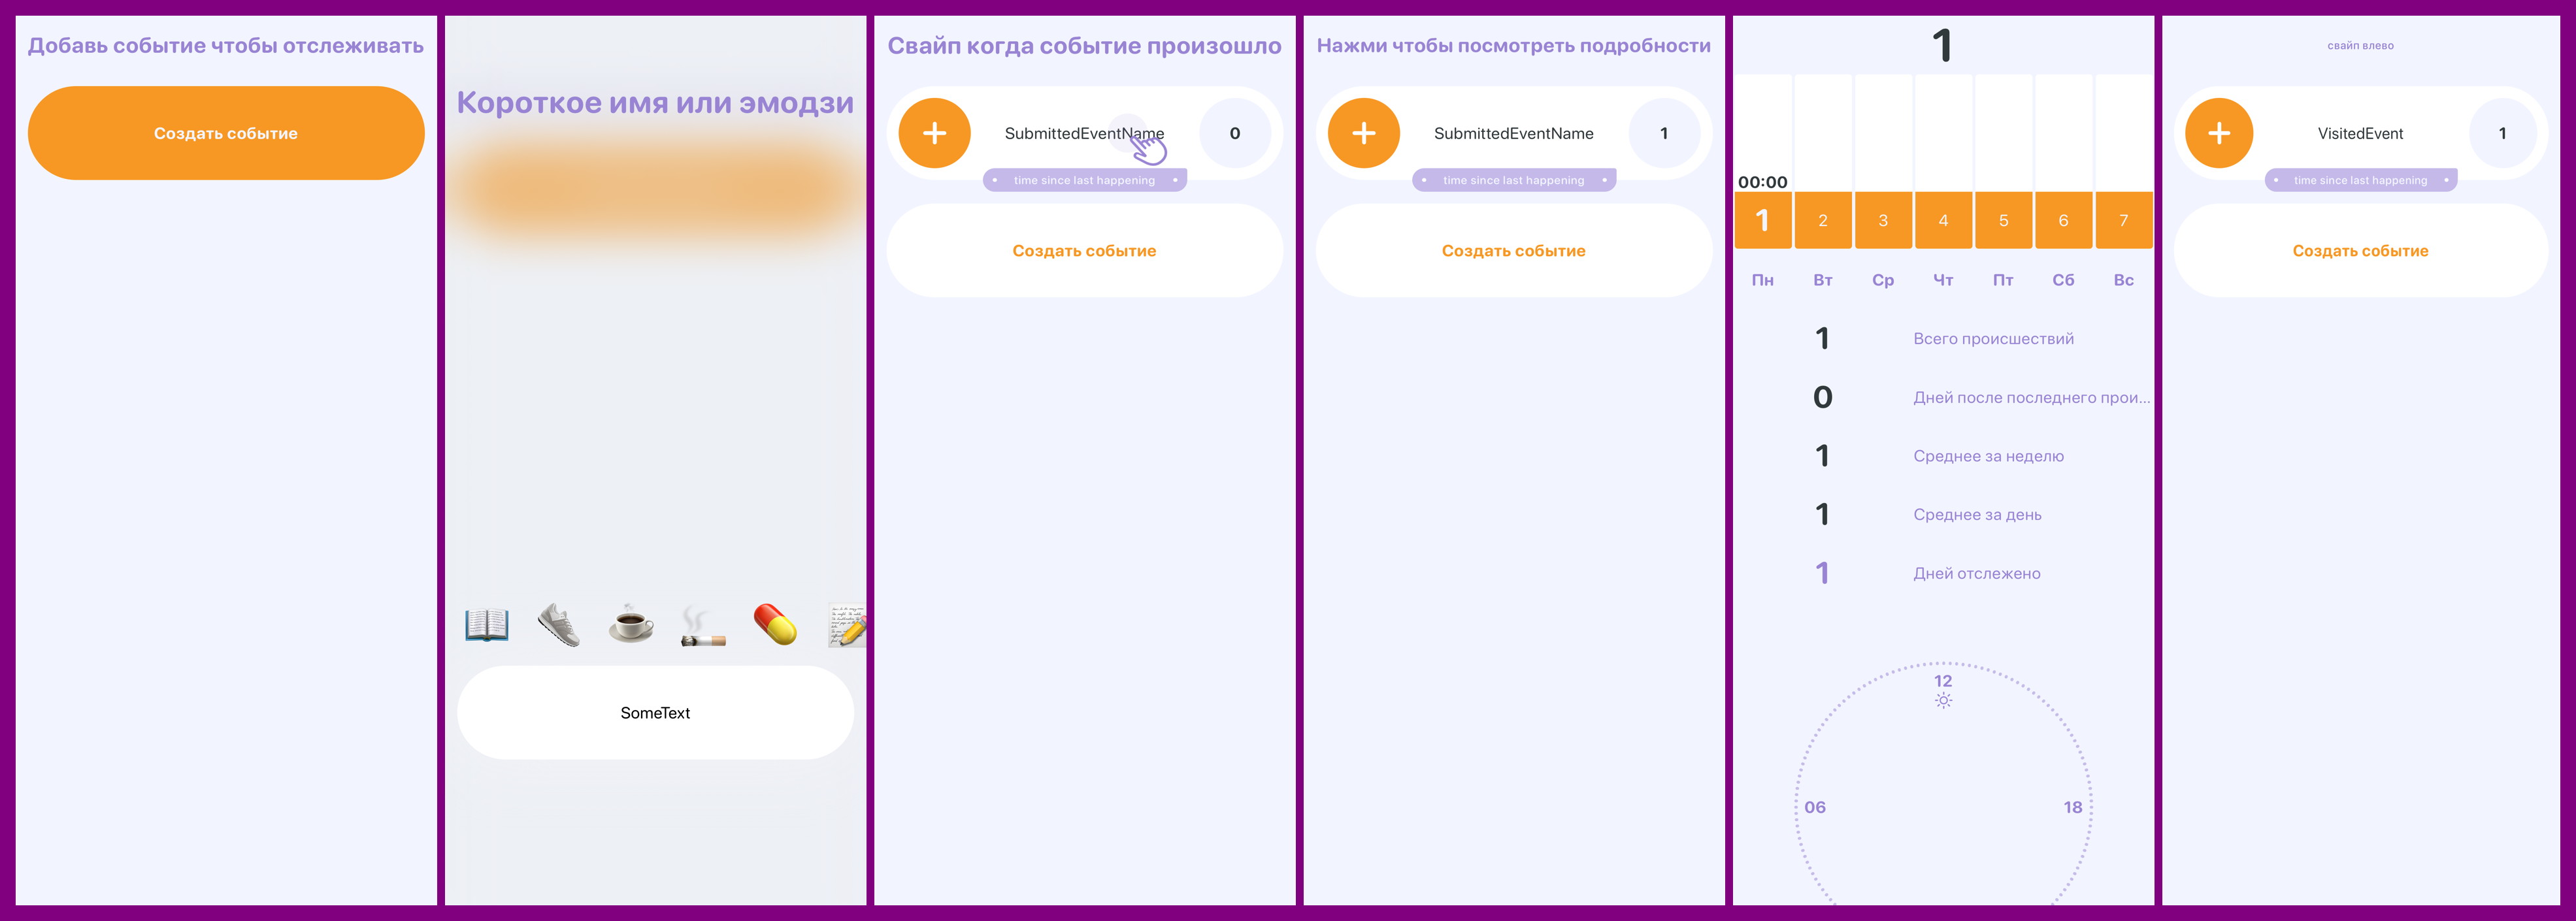 Добавь событие чтобы отслеживать
Создать событие
Короткое имя или эмодзи
SomeText
Свайп когда событие произошло
SubmittedEventName
0
time since last happening
Создать событие
Нажми чтобы посмотреть подробности
SubmittedEventName
1
time since last happening
Создать событие
1
00:00
1 2 3 4 5 6 7
Пн Вт Ср Чт Пт Сб Вс
1 Всего происшествий
0 Дней после последнего прои...
1 Среднее за неделю
1 Среднее за день
1 Дней отслежено
12
06 18
свайп влево
VisitedEvent
1
time since last happening
Создать событие